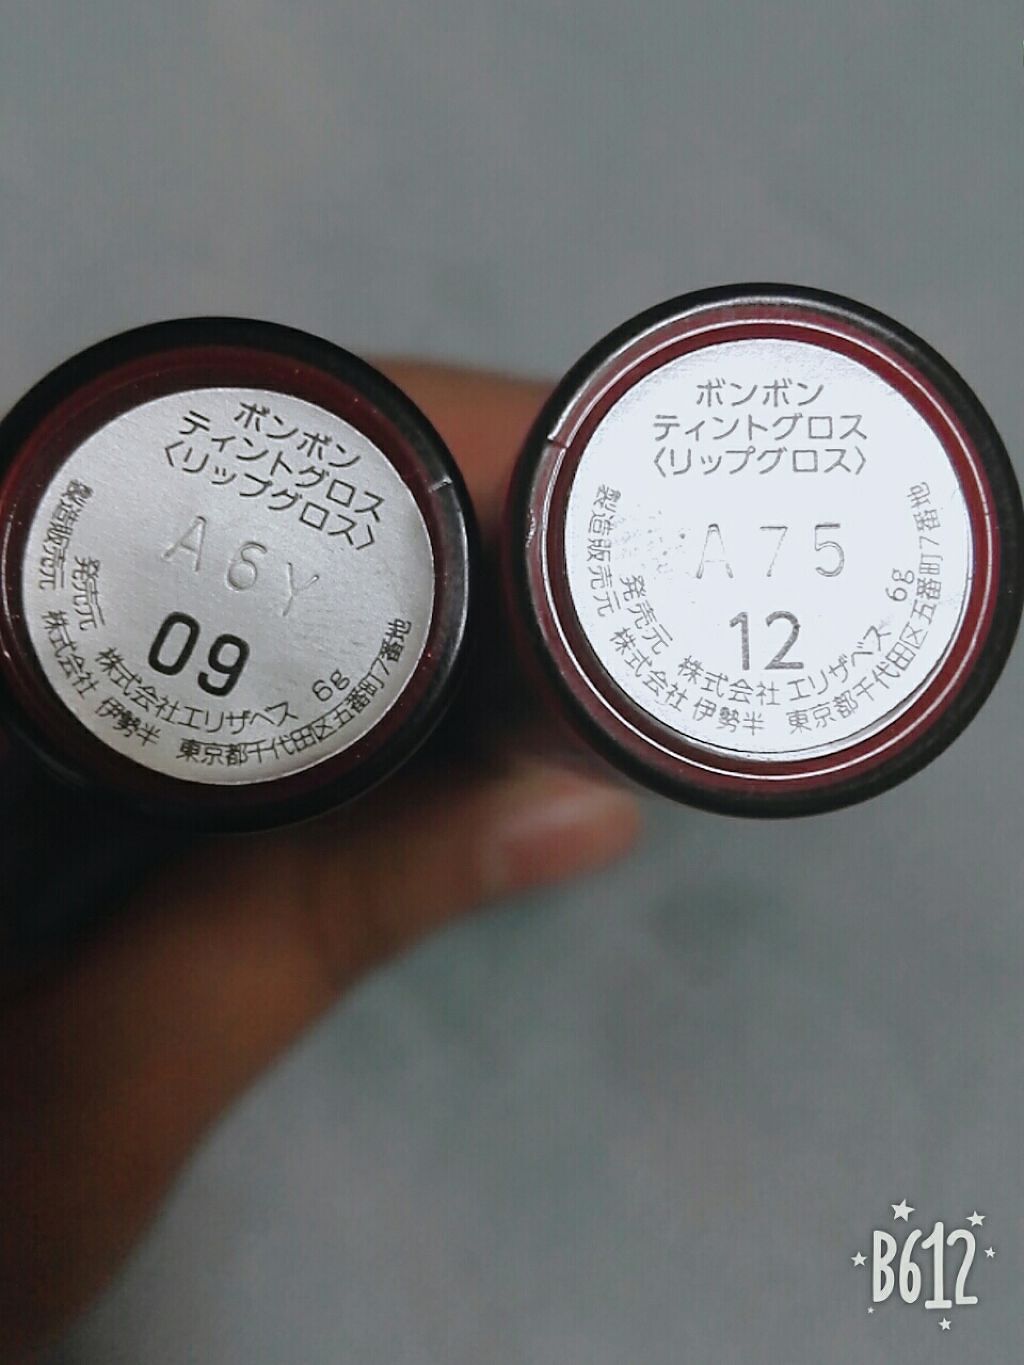 ボンボン
ティントグロス
〈リップグロス〉
A6Y
09
6g
発売元 株式会社エリザベス
製造販売元 株式会社 伊勢半 東京都千代田区五番町7番地
ボンボン
ティントグロス
〈リップグロス〉
A75
12
6g
発売元 株式会社 エリザベス
製造販売元 株式会社 伊勢半 東京都千代田区五番町7番地
B612